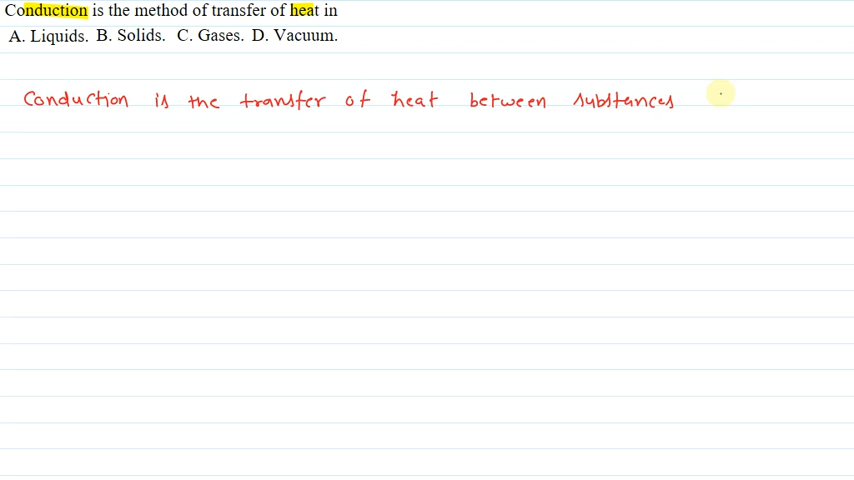 Conduction is the method of transfer of heat in
A. Liquids. B. Solids. C. Gases. D. Vacuum.
Conduction is the transfer of heat between substances